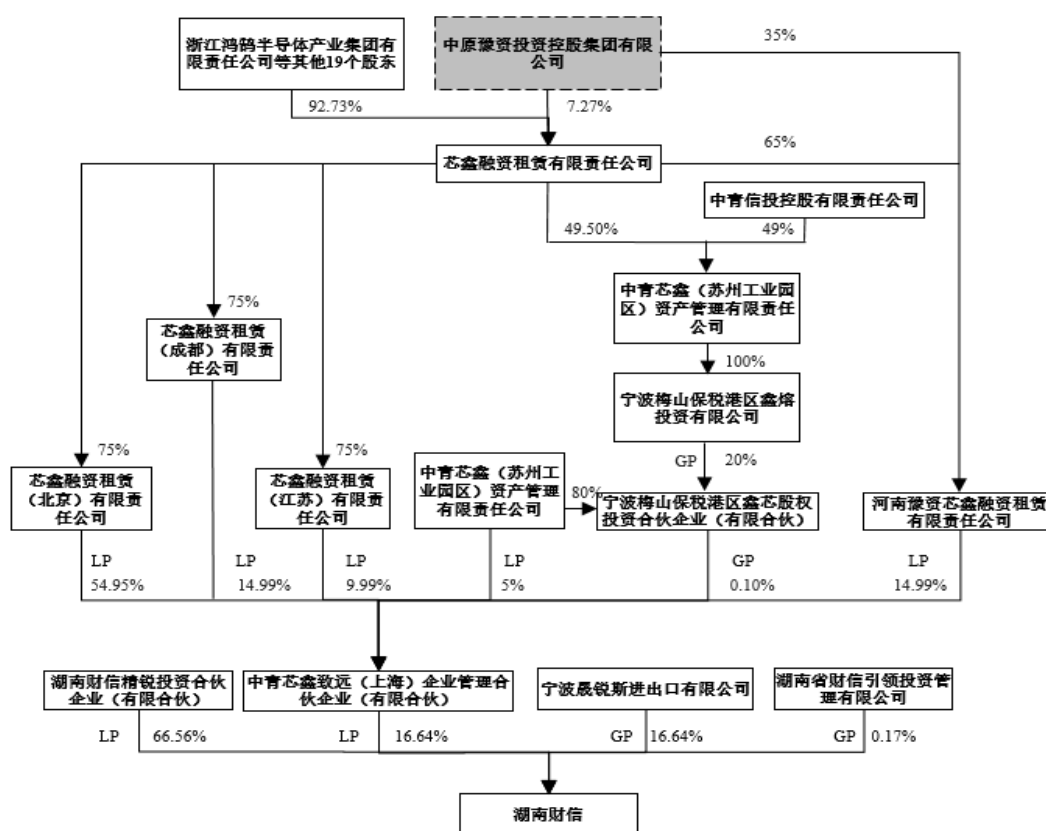 浙江鸿鹄半导体产业集团有
限责任公司等其他19个股东
中原豫资投资控股集团有限
公司
35%
92.73%
7.27%
芯鑫融资租赁有限责任公司
65%
中青信投控股有限责任公司
49.50%
49%
中青芯鑫（苏州工业园
区）资产管理有限责任
公司
75%
芯鑫融资租赁
（成都）有限责
任公司
100%
宁波梅山保税港区鑫熔
投资有限公司
75%
75%
GP
20%
芯鑫融资租赁
（北京）有限责
任公司
芯鑫融资租赁
（江苏）有限责
任公司
中青芯鑫（苏州工
业园区）资产管理
有限责任公司
80%
宁波梅山保税港区鑫芯股权
投资合伙企业（有限合伙）
河南豫资芯鑫融资租赁
有限责任公司
LP
LP
LP
LP
GP
LP
54.95%
14.99%
9.99%
5%
0.10%
14.99%
湖南财信精锐投资合伙
企业（有限合伙）
中青芯鑫致远（上海）企业管理合
伙企业（有限合伙）
宁波晟锐斯进出口有限公司
湖南省财信引领投资管
理有限公司
LP
66.56%
LP
16.64%
GP
16.64%
GP
0.17%
湖南财信